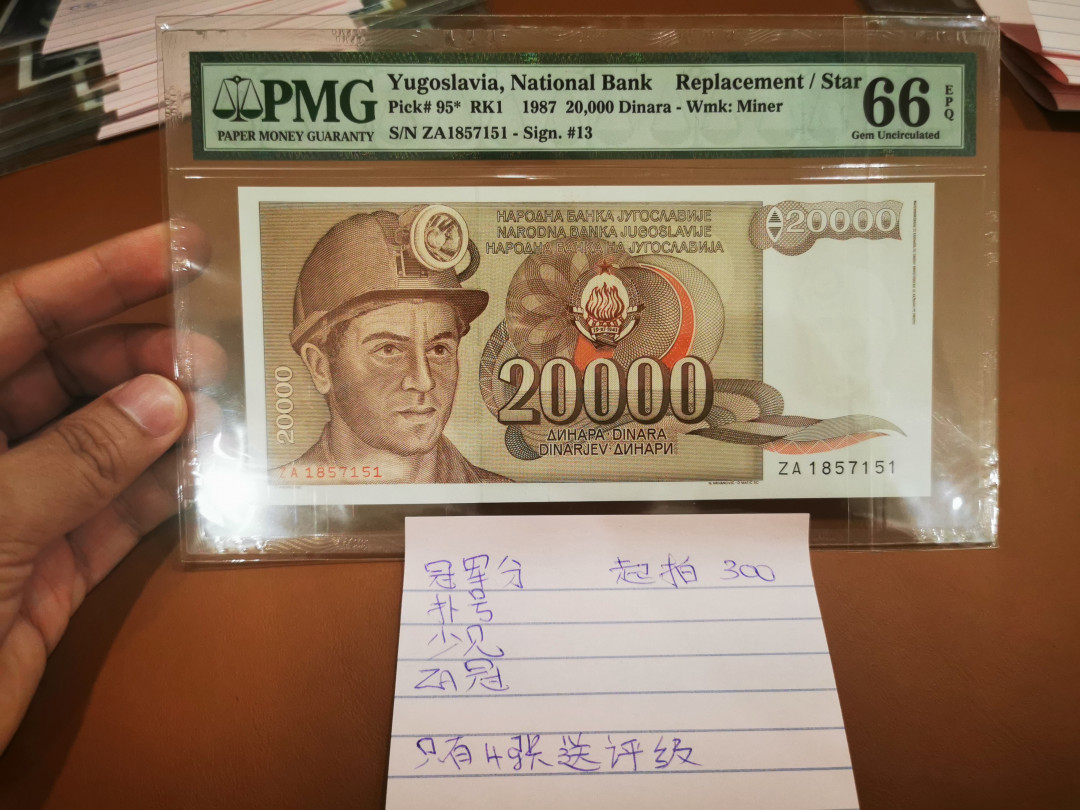 PMG
PAPER MONEY GUARANTY
Yugoslavia, National Bank Replacement / Star
Pick# 95* RK1 1987 20,000 Dinara - Wmk: Miner
S/N ZA1857151 - Sign. #13
66
EPQ
Gem Uncirculated
НАРОДНА БАНКА ЈУГОСЛАВИЈЕ
NARODNA BANKA JUGOSLAVIJE
НАРОДНА БАНКА НА ЈУГОСЛАВИЈА
20000
20000
20000
ДИНАРА·DINARA
DINARJEV·ДИНАРИ
ZA 1857151
ZA 1857151
冠军分 起拍 300
扑号
少见
ZA冠
只有4张送评级